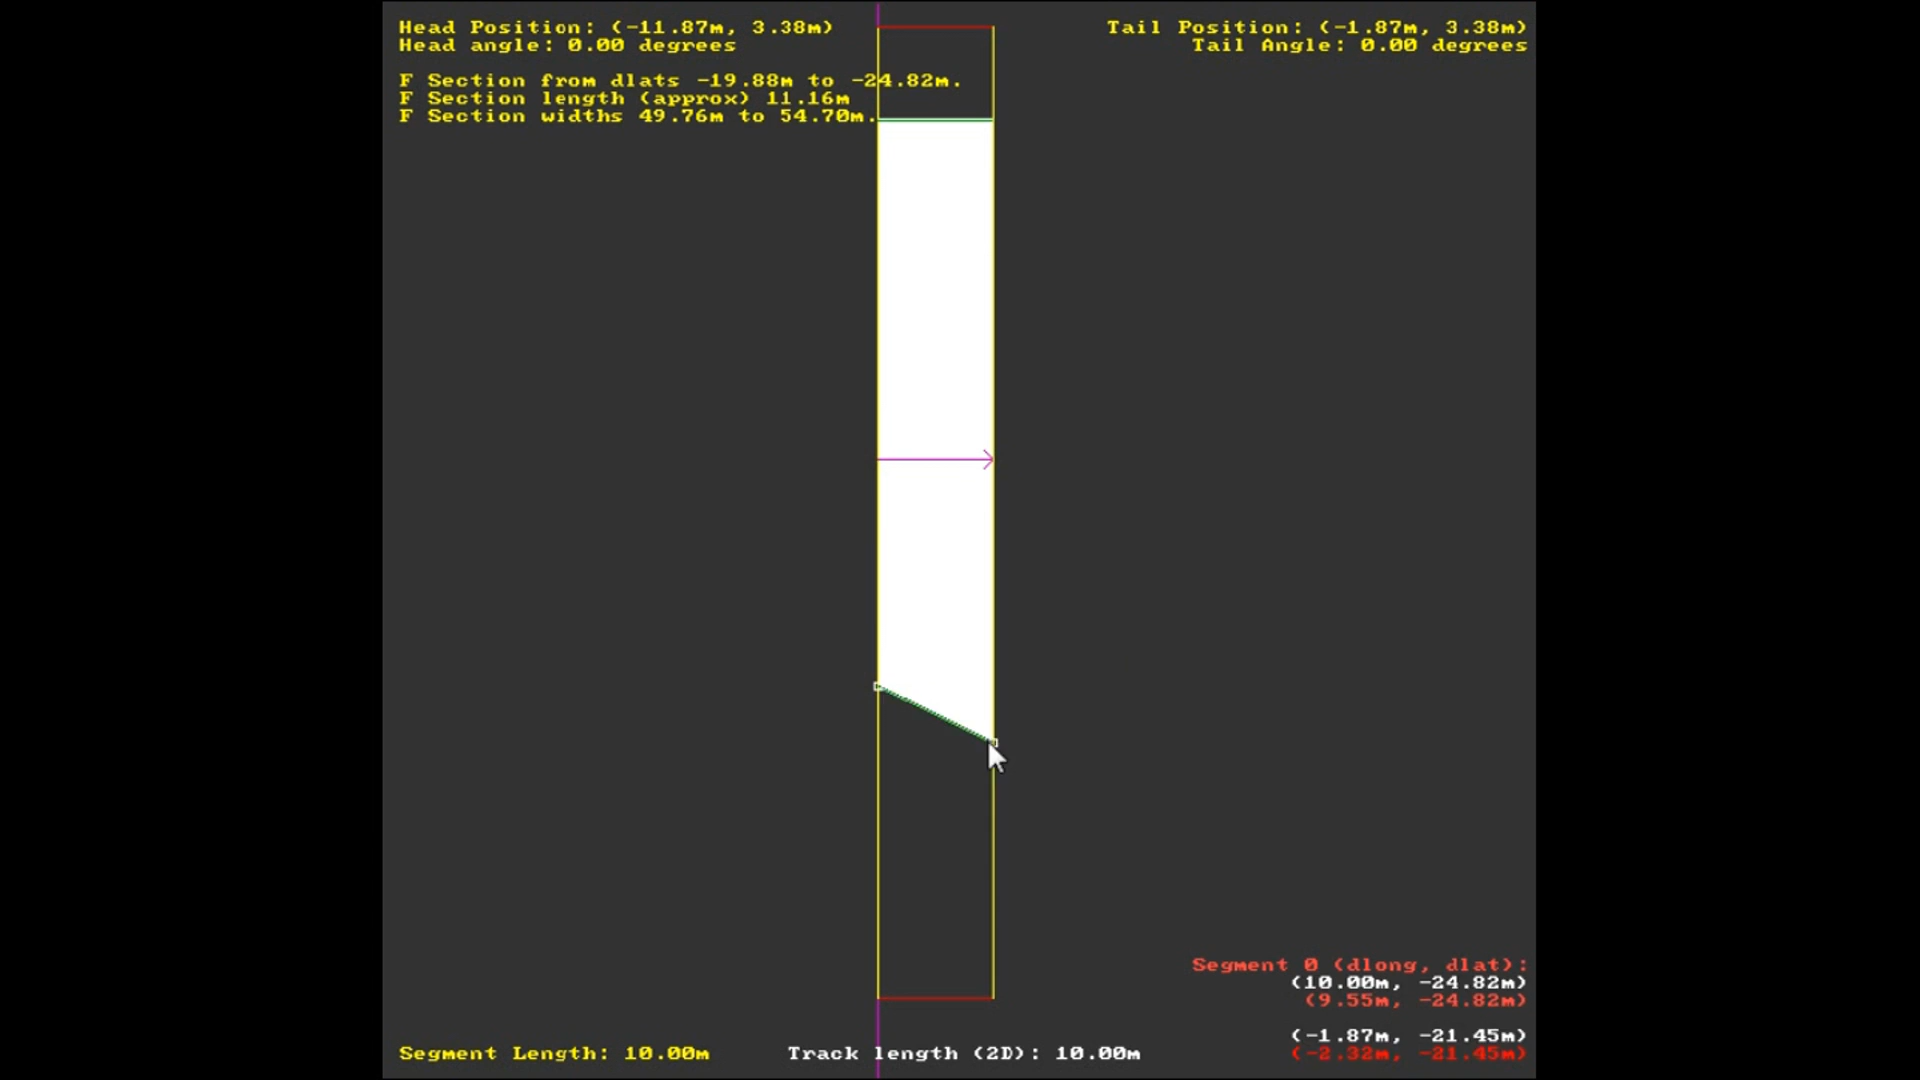 Head Position: (-11.87m, 3.38m)
Head angle: 0.00 degrees
F Section from dlats -19.88m to -24.82m.
F Section length (approx) 11.16m
F Section widths 49.76m to 54.70m.
Tail Position: (-1.87m, 3.38m)
Tail Angle: 0.00 degrees
Segment 0 (dlong, dlat):
(10.00m, -24.82m)
(9.55m, -24.82m)
(-1.87m, -21.45m)
(-2.32m, -21.45m)
Segment Length: 10.00m
Track length (2D): 10.00m